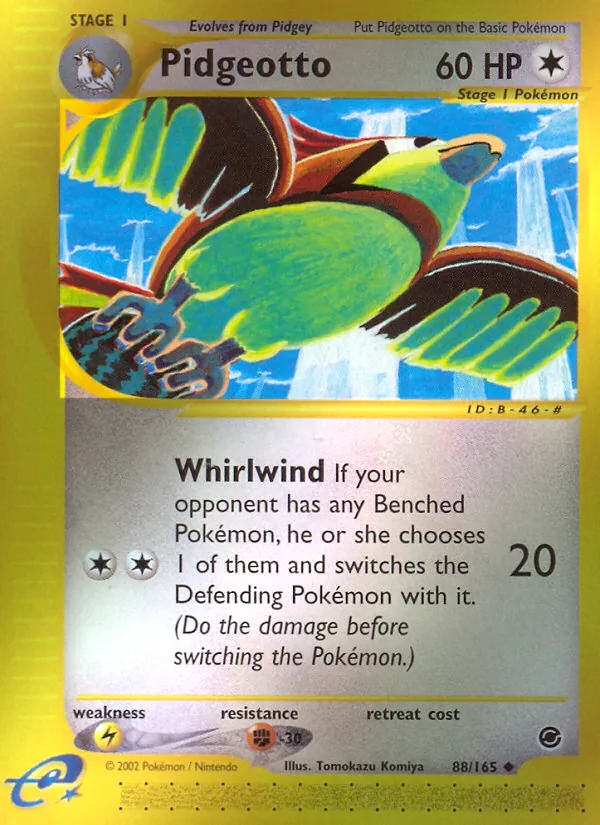 STAGE 1
Evolves from Pidgey
Put Pidgeotto on the Basic Pokémon
Pidgeotto
60 HP
Stage 1 Pokémon
ID:B-46-#
Whirlwind If your
opponent has any Benched
Pokémon, he or she chooses
1 of them and switches the
Defending Pokémon with it.
(Do the damage before
switching the Pokémon.)
20
weakness
resistance
retreat cost
-30
© 2002 Pokémon / Nintendo
Illus. Tomokazu Komiya
88/165
e